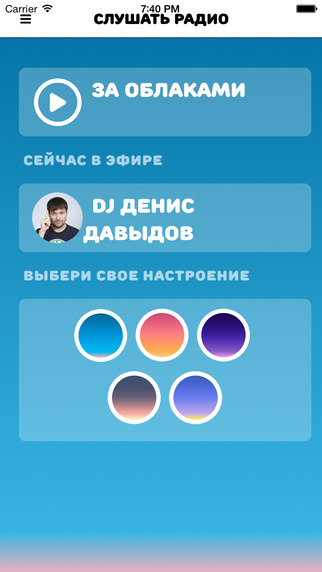 Carrier 7:40 PM
СЛУШАТЬ РАДИО
ЗА ОБЛАКАМИ
СЕЙЧАС В ЭФИРЕ
DJ ДЕНИС
ДАВЫДОВ
ВЫБЕРИ СВОЕ НАСТРОЕНИЕ